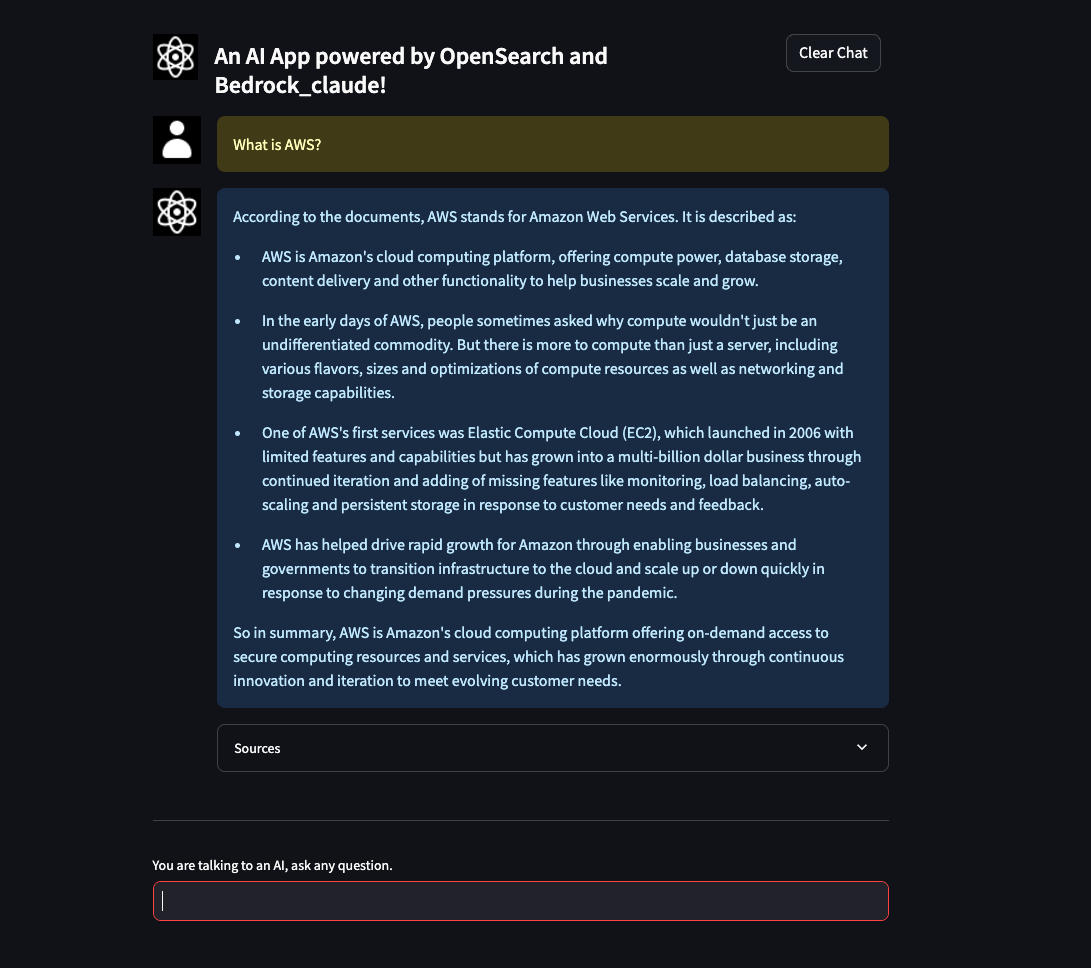 An AI App powered by OpenSearch and
Bedrock_claude!
Clear Chat
What is AWS?
According to the documents, AWS stands for Amazon Web Services. It is described as:
• AWS is Amazon's cloud computing platform, offering compute power, database storage,
content delivery and other functionality to help businesses scale and grow.
• In the early days of AWS, people sometimes asked why compute wouldn't just be an
undifferentiated commodity. But there is more to compute than just a server, including
various flavors, sizes and optimizations of compute resources as well as networking and
storage capabilities.
• One of AWS's first services was Elastic Compute Cloud (EC2), which launched in 2006 with
limited features and capabilities but has grown into a multi-billion dollar business through
continued iteration and adding of missing features like monitoring, load balancing, auto-
scaling and persistent storage in response to customer needs and feedback.
• AWS has helped drive rapid growth for Amazon through enabling businesses and
governments to transition infrastructure to the cloud and scale up or down quickly in
response to changing demand pressures during the pandemic.
So in summary, AWS is Amazon's cloud computing platform offering on-demand access to
secure computing resources and services, which has grown enormously through continuous
innovation and iteration to meet evolving customer needs.
Sources
You are talking to an AI, ask any question.